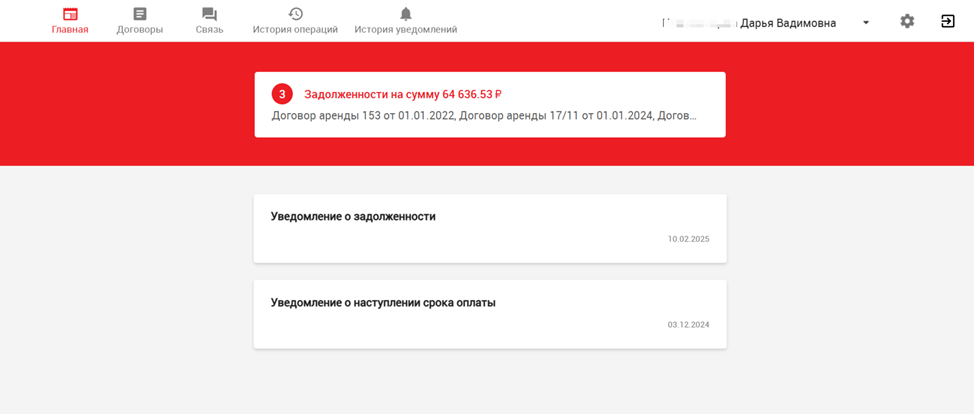 Главная
Договоры
Связь
История операций
История уведомлений
Дарья Вадимовна
3 Задолженности на сумму 64 636.53 ₽
Договор аренды 153 от 01.01.2022, Договор аренды 17/11 от 01.01.2024, Догов...
Уведомление о задолженности
10.02.2025
Уведомление о наступлении срока оплаты
03.12.2024